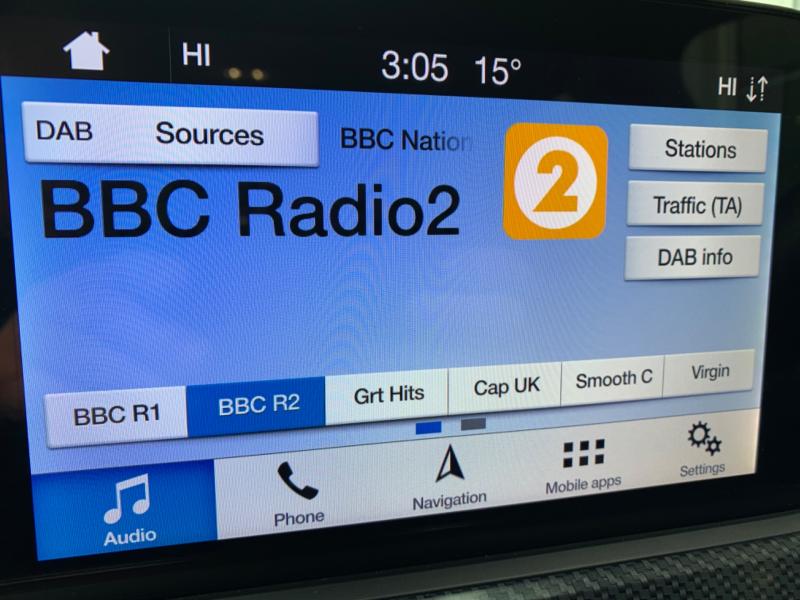 HI 3:05 15° HI
DAB Sources
BBC Nation
2
Stations
BBC Radio2
Traffic (TA)
DAB info
BBC R1 BBC R2 Grt Hits Cap UK Smooth C Virgin
Audio Phone Navigation Mobile apps Settings